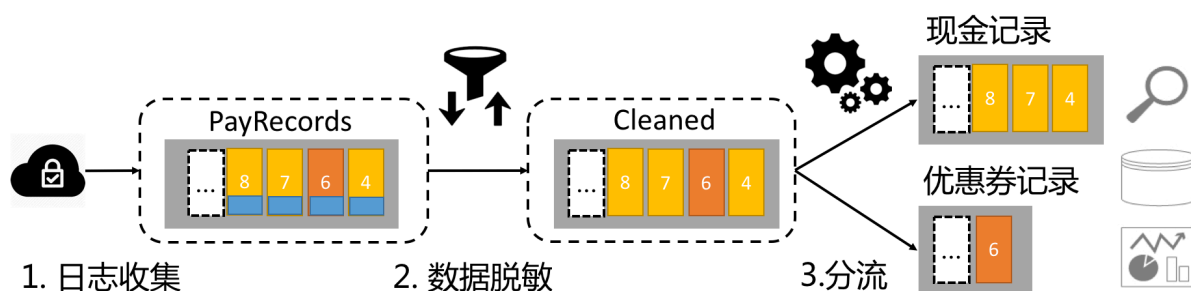 现金记录
... 8 7 4
PayRecords
... 8 7 6 4
Cleaned
... 8 7 6 4
优惠券记录
... 6
1. 日志收集
2. 数据脱敏
3.分流